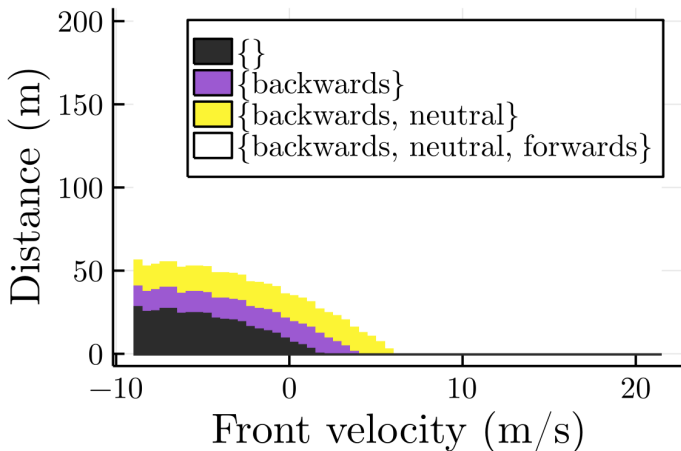 200
{}
{backwards}
150
{backwards, neutral}
{backwards, neutral, forwards}
100
50
0
Distance (m)
−10 0 10 20
Front velocity (m/s)